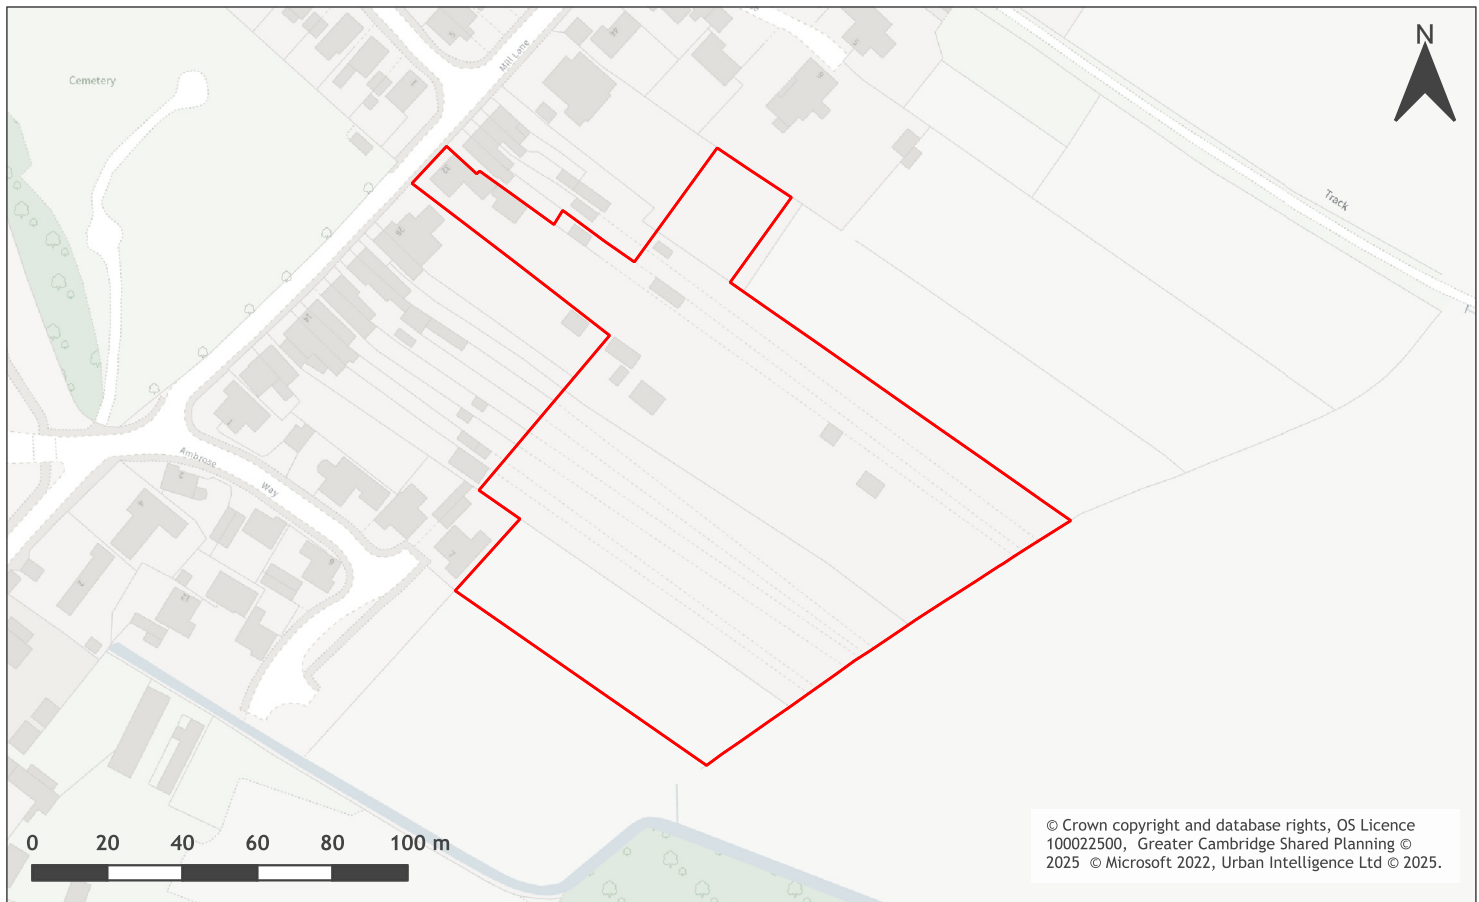 N
Mill Lane
Cemetery
Track
Ambrose
Way
0 20 40 60 80 100 m
© Crown copyright and database rights, OS Licence
100022500, Greater Cambridge Shared Planning ©
2025 © Microsoft 2022, Urban Intelligence Ltd © 2025.